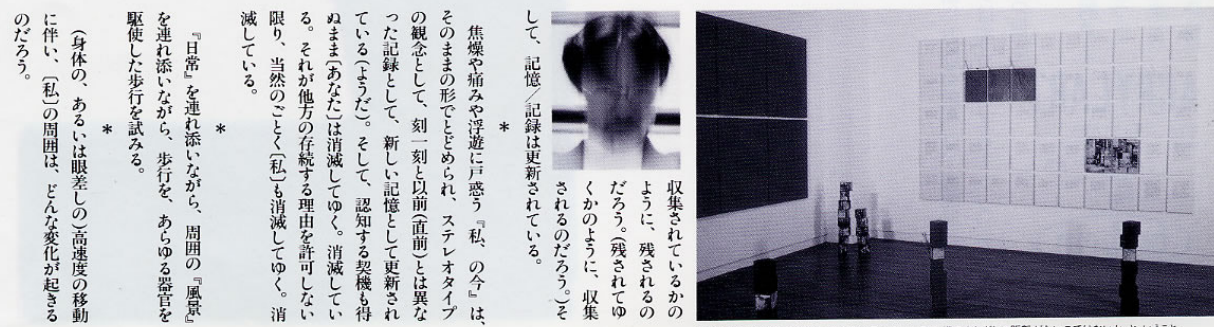 収集されているかの
ように、残されるの
だろう。(残されてゆ
くかのように、収集
されるのだろう。)そ
して、記憶／記録は更新されている。
＊
焦燥や痛みや浮遊に戸惑う『私、の今』は、
そのままの形でとどめられ、ステレオタイプ
の観念として、刻一刻と以前(直前)とは異な
った記録として、新しい記憶として更新され
ている(ようだ)。そして、認知する契機も得
ぬまま〔あなた〕は消滅してゆく。消滅してい
る。それが他方の存続する理由を許可しない
限り、当然のごとく〔私〕も消滅してゆく。消
滅している。
＊
『日常』を連れ添いながら、周囲の『風景』
を連れ添いながら、歩行を、あらゆる器官を
駆使した歩行を試みる。
＊
(身体の、あるいは眼差しの)高速度の移動
に伴い、〔私〕の周囲は、どんな変化が起きる
のだろう。